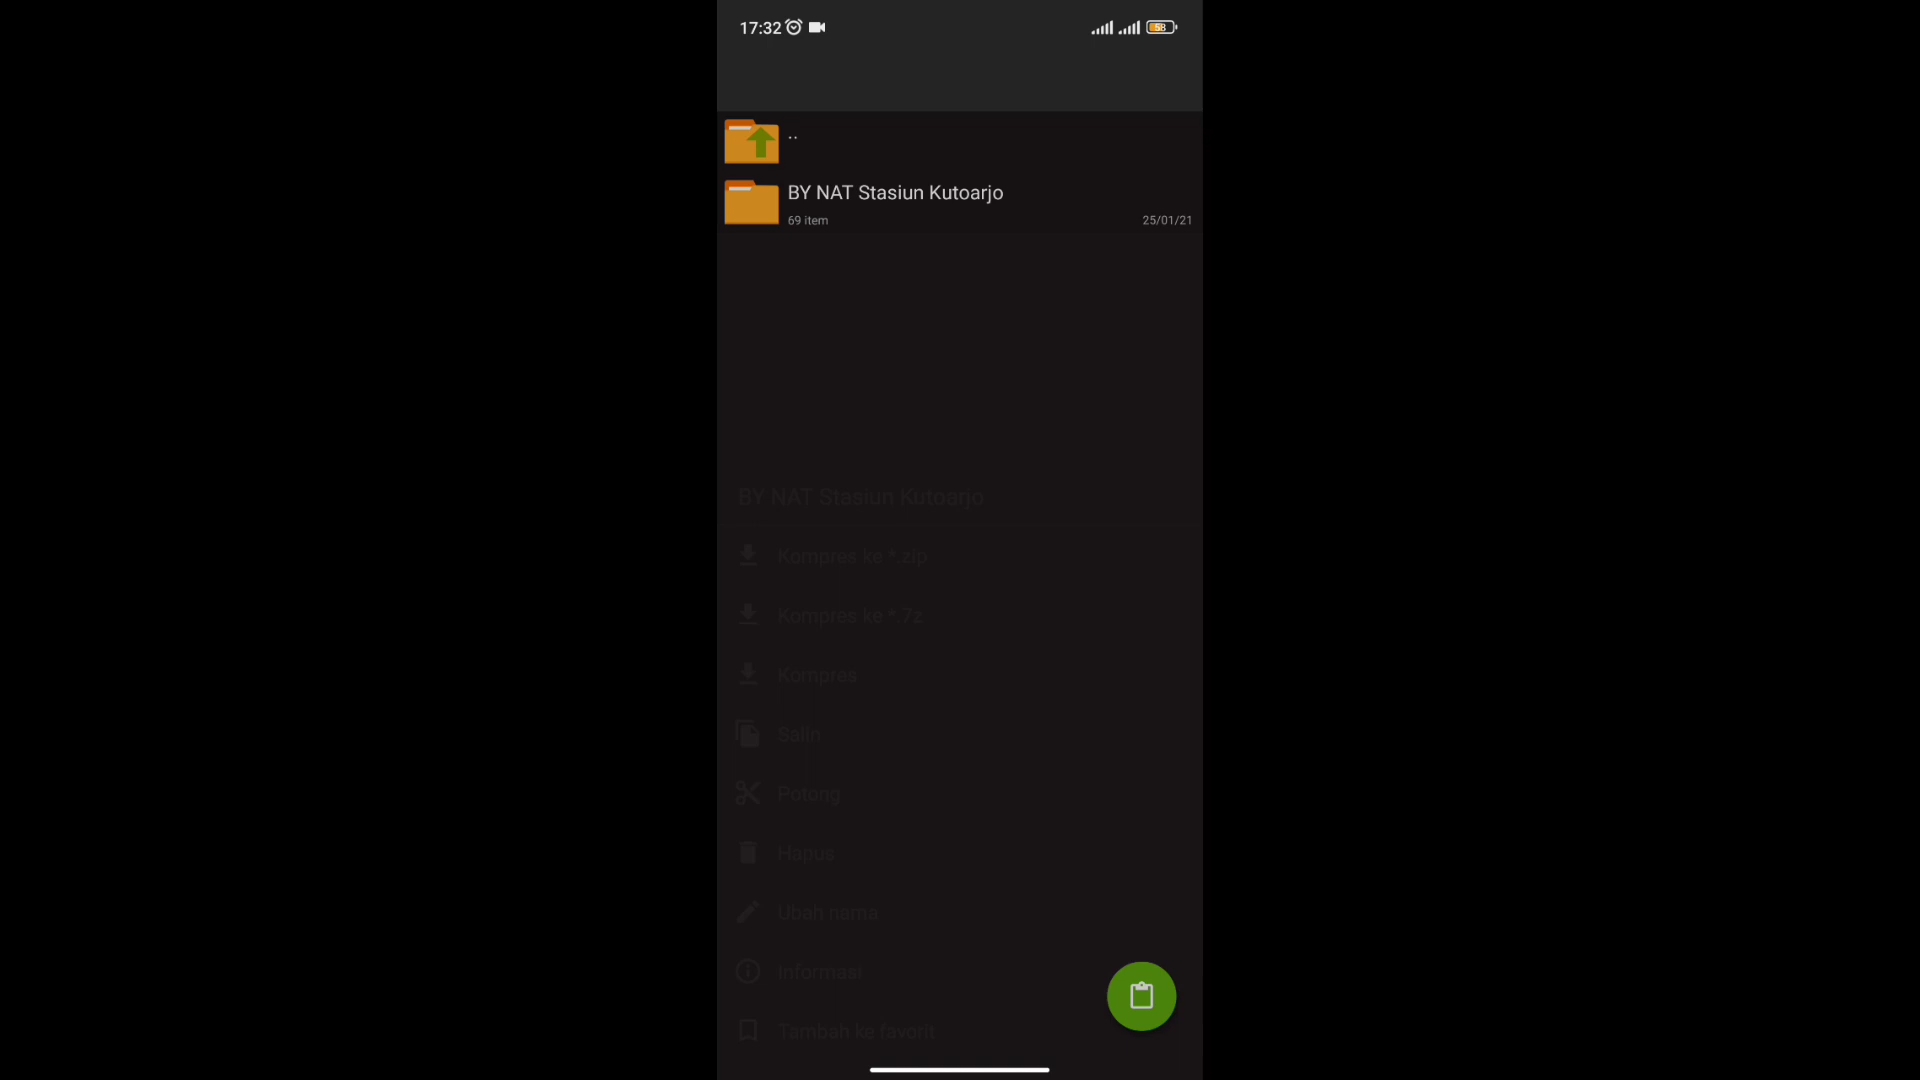 17:32
58
..
BY NAT Stasiun Kutoarjo
69 item
25/01/21
BY NAT Stasiun Kutoarjo
Kompres ke *.zip
Kompres ke *.7z
Kompres
Salin
Potong
Hapus
Ubah nama
Informasi
Tambah ke favorit